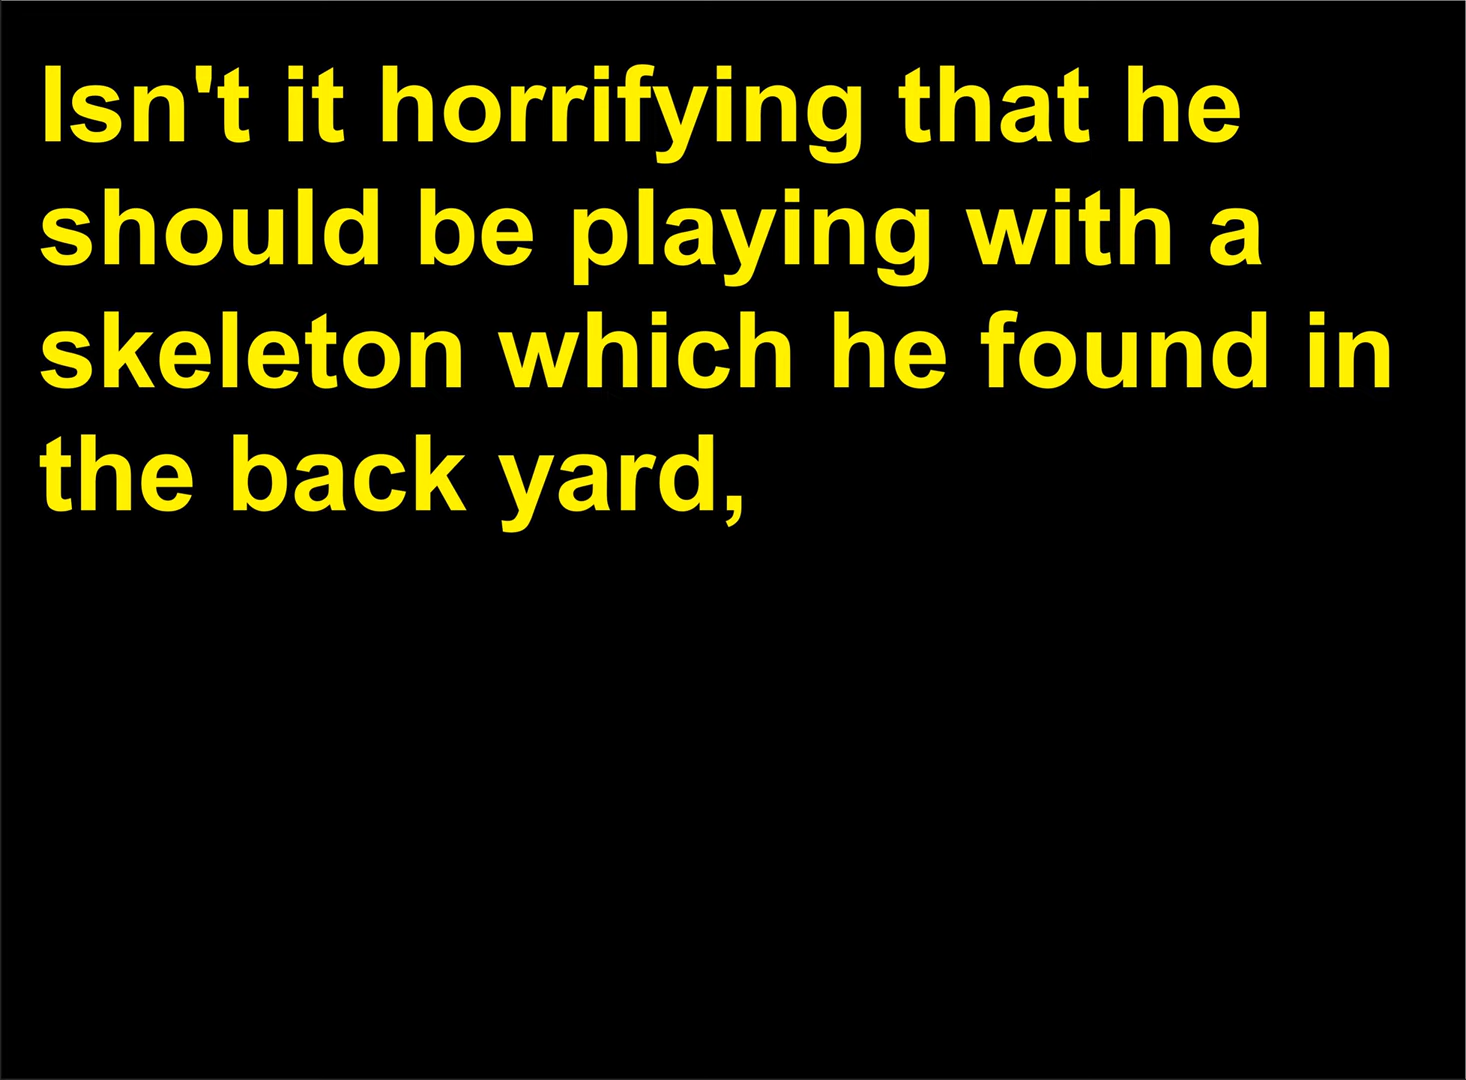 Isn't it horrifying that he
should be playing with a
skeleton which he found in
the back yard,